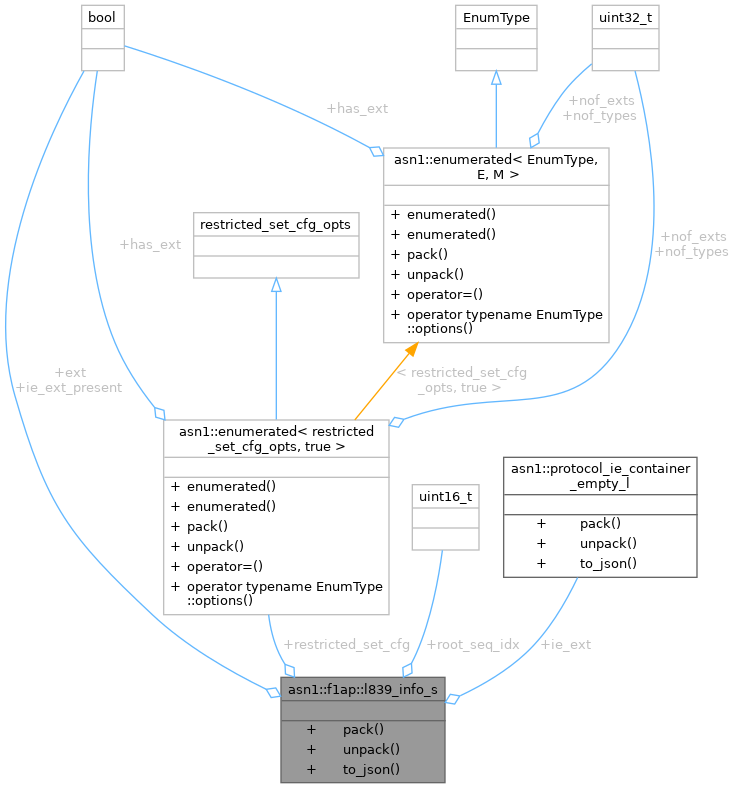 bool
EnumType
uint32_t
+has_ext
+nof_exts
+nof_types
asn1::enumerated< EnumType,
E, M >
+ enumerated()
+ enumerated()
+ pack()
+ unpack()
+ operator=()
+ operator typename EnumType
::options()
restricted_set_cfg_opts
+has_ext
+nof_exts
+nof_types
+ext
+ie_ext_present
< restricted_set_cfg
_opts, true >
asn1::enumerated< restricted
_set_cfg_opts, true >
+ enumerated()
+ enumerated()
+ pack()
+ unpack()
+ operator=()
+ operator typename EnumType
::options()
uint16_t
asn1::protocol_ie_container
_empty_l
+ pack()
+ unpack()
+ to_json()
+restricted_set_cfg
+root_seq_idx
+ie_ext
asn1::f1ap::l839_info_s
+ pack()
+ unpack()
+ to_json()